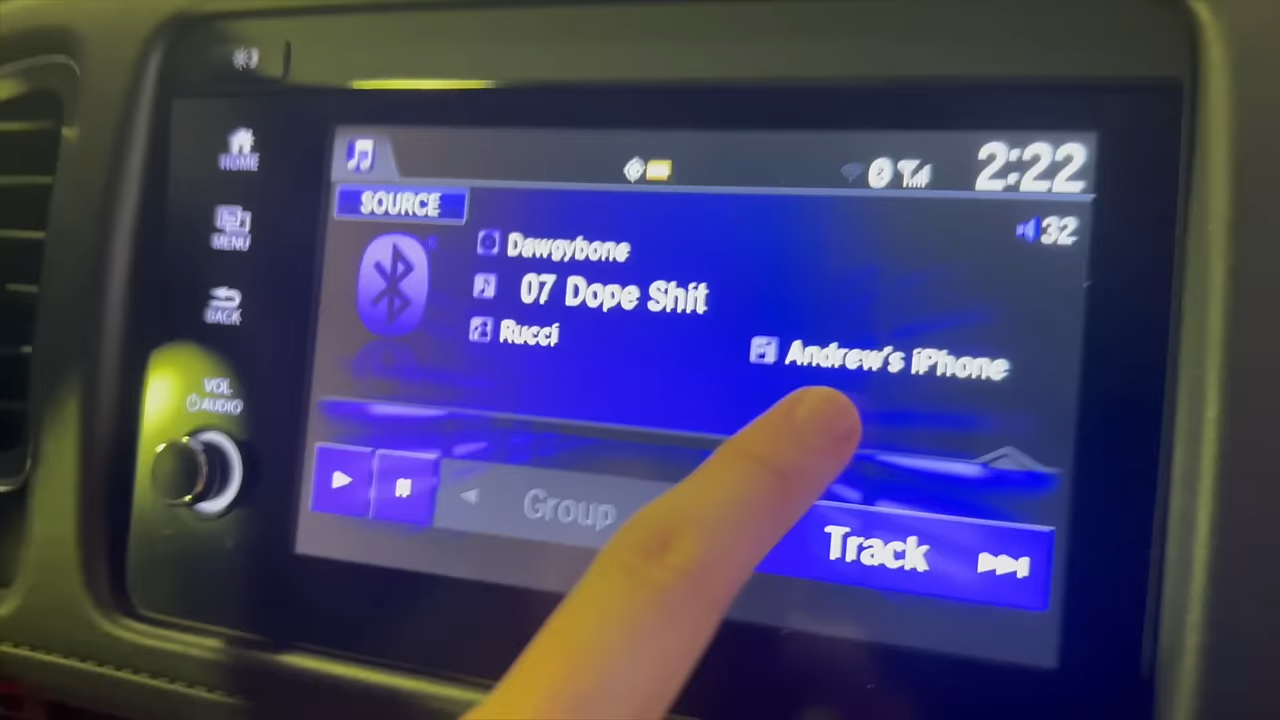 HOME
MENU
BACK
VOL
AUDIO
2:22
SOURCE
32
Dawgybone
07 Dope Shit
Rucci
Andrew's iPhone
Group
Track